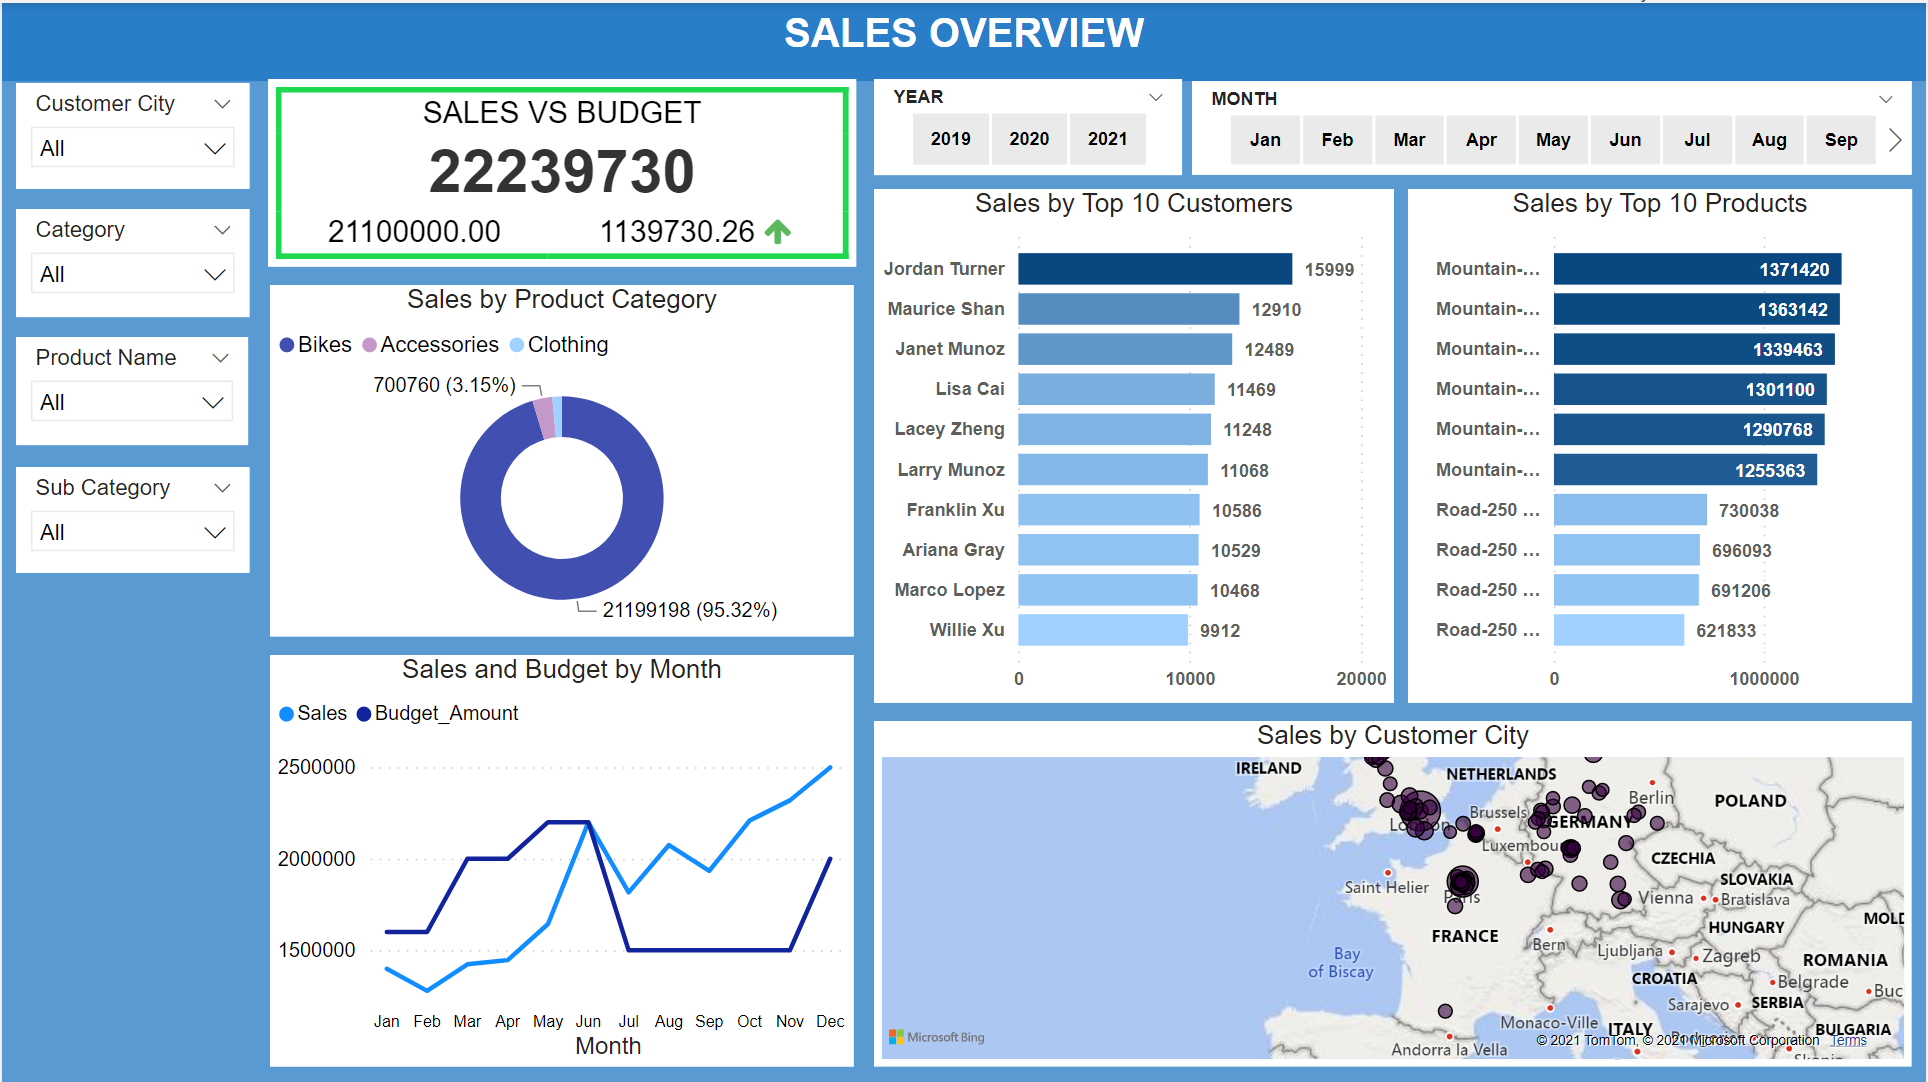 SALES OVERVIEW
Customer City
All
Category
All
Product Name
All
Sub Category
All
SALES VS BUDGET
22239730
21100000.00 1139730.26
YEAR
2019 2020 2021
MONTH
Jan Feb Mar Apr May Jun Jul Aug Sep
Sales by Product Category
Bikes Accessories Clothing
700760 (3.15%)
21199198 (95.32%)
Sales and Budget by Month
Sales Budget_Amount
2500000
2000000
1500000
Jan Feb Mar Apr May Jun Jul Aug Sep Oct Nov Dec
Month
Sales by Top 10 Customers
Jordan Turner 15999
Maurice Shan 12910
Janet Munoz 12489
Lisa Cai 11469
Lacey Zheng 11248
Larry Munoz 11068
Franklin Xu 10586
Ariana Gray 10529
Marco Lopez 10468
Willie Xu 9912
0 10000 20000
Sales by Top 10 Products
Mountain-... 1371420
Mountain-... 1363142
Mountain-... 1339463
Mountain-... 1301100
Mountain-... 1290768
Mountain-... 1255363
Road-250 ... 730038
Road-250 ... 696093
Road-250 ... 691206
Road-250 ... 621833
0 1000000
Sales by Customer City
IRELAND
NETHERLANDS
Berlin
POLAND
Brussels
London
GERMANY
Luxembou
CZECHIA
Saint Helier
Paris
SLOVAKIA
Vienna
Bratislava
FRANCE
HUNGARY
MOLD
Bern
Ljubljana
Zagreb
Bay
of Biscay
ROMANIA
CROATIA
Belgrade
Buc
Sarajevo
SERBIA
Monaco-Ville
ITALY
BULGARIA
Andorra la Vella
Microsoft Bing
© 2021 TomTom, © 2021 Microsoft Corporation Terms